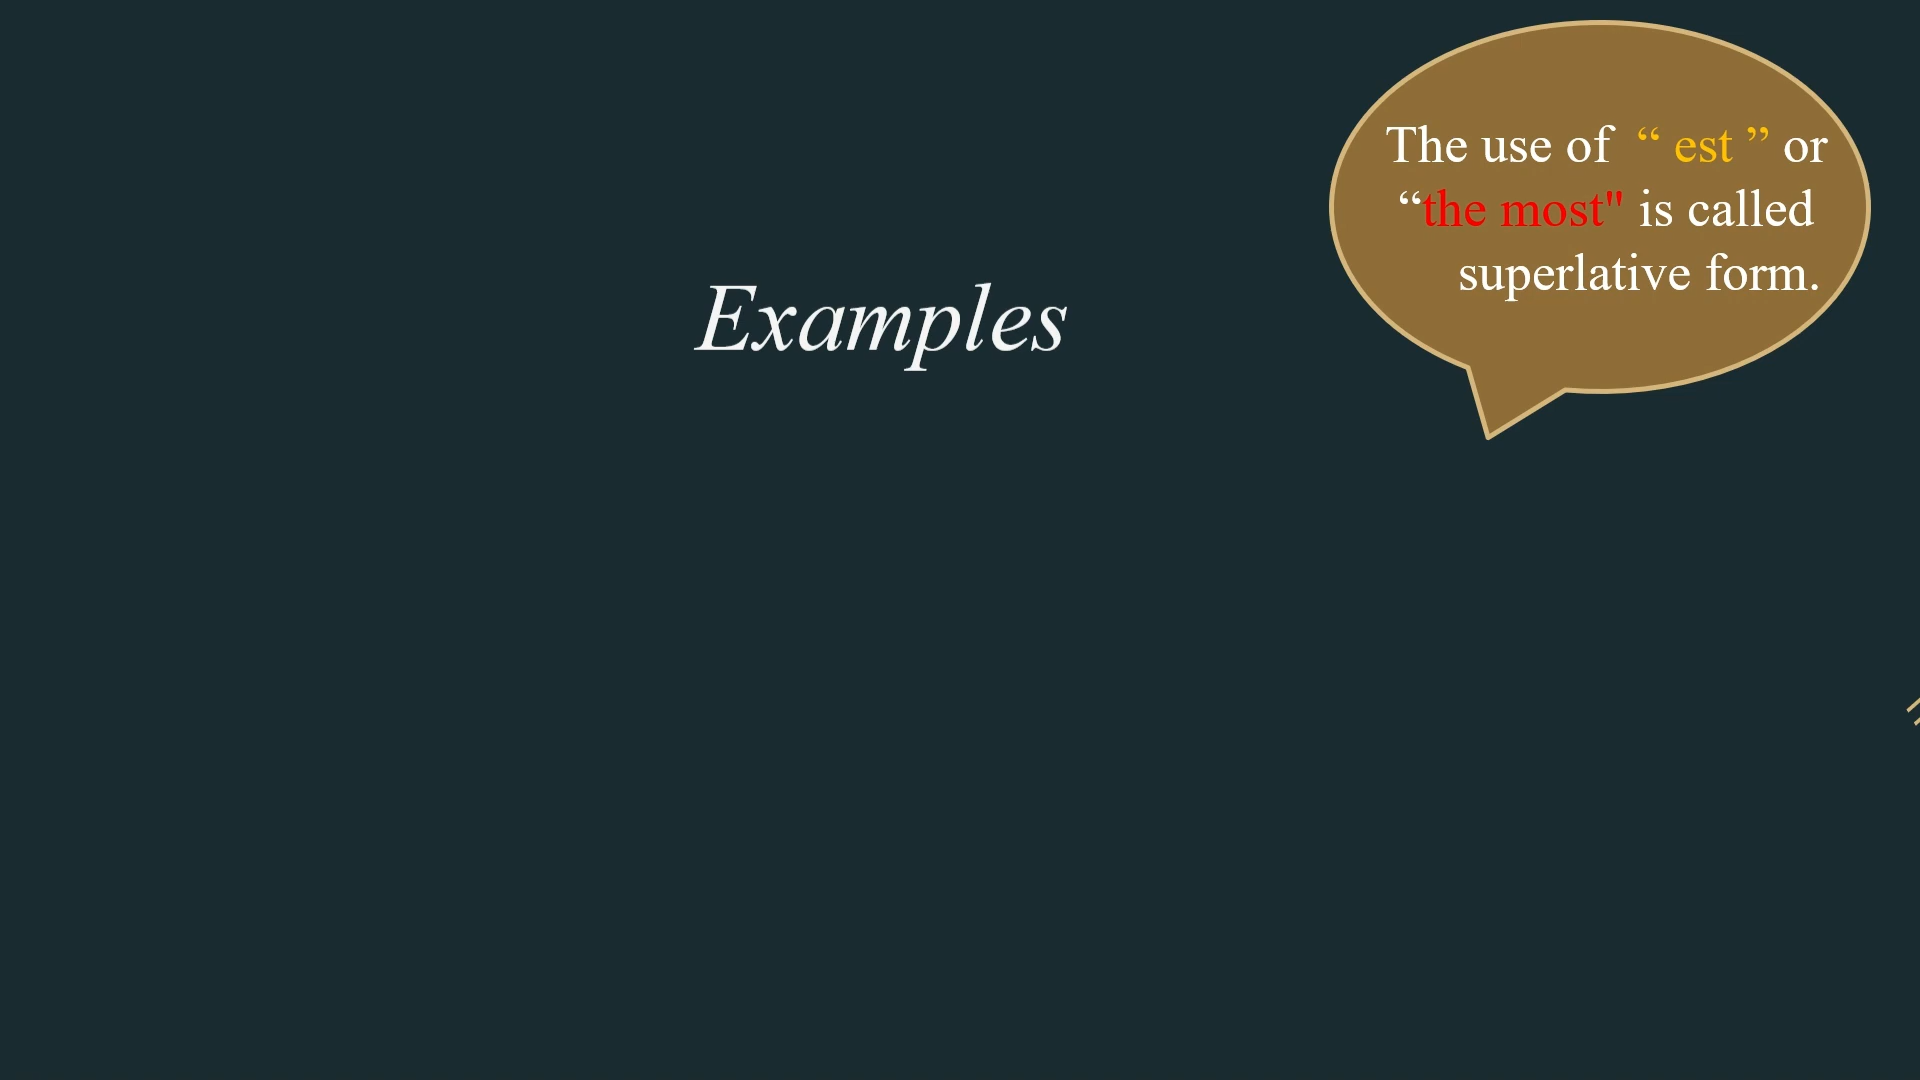 The use of “ est ” or
“the most" is called
superlative form.
Examples